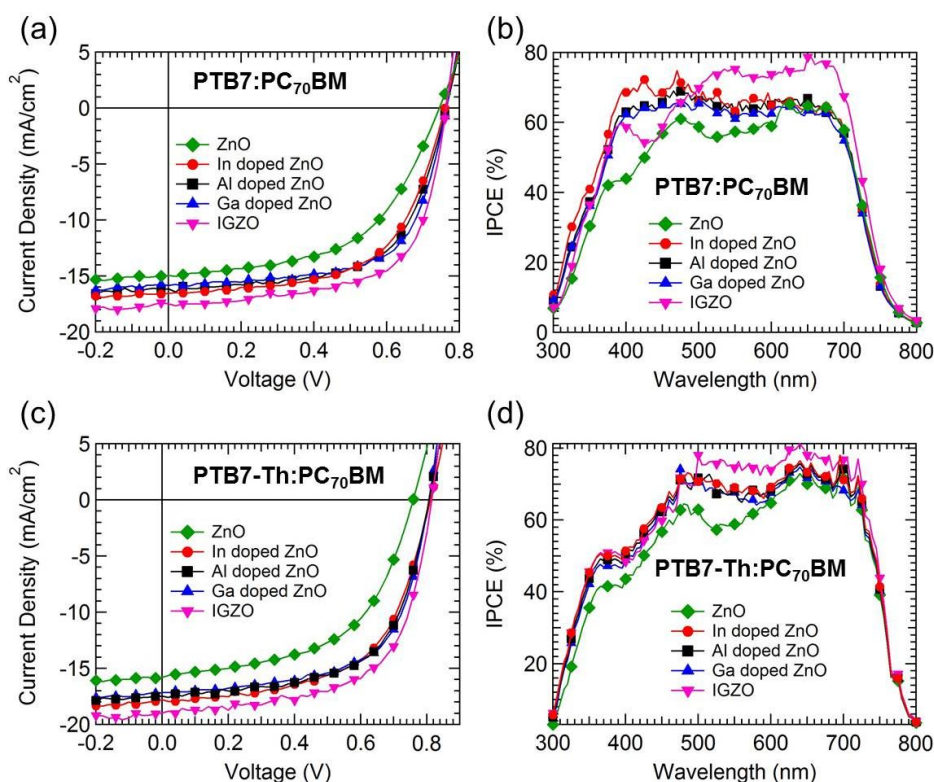 (a)
PTB7:PC70BM
ZnO
In doped ZnO
Al doped ZnO
Ga doped ZnO
IGZO
Current Density (mA/cm2)
5
0
-5
-10
-15
-20
-0.2 0.0 0.2 0.4 0.6 0.8
Voltage (V)
(b)
PTB7:PC70BM
ZnO
In doped ZnO
Al doped ZnO
Ga doped ZnO
IGZO
IPCE (%)
80
60
40
20
0
300 400 500 600 700 800
Wavelength (nm)
(c)
PTB7-Th:PC70BM
ZnO
In doped ZnO
Al doped ZnO
Ga doped ZnO
IGZO
Current Density (mA/cm2)
5
0
-5
-10
-15
-20
-0.2 0.0 0.2 0.4 0.6 0.8
Voltage (V)
(d)
PTB7-Th:PC70BM
ZnO
In doped ZnO
Al doped ZnO
Ga doped ZnO
IGZO
IPCE (%)
80
60
40
20
300 400 500 600 700 800
Wavelength (nm)